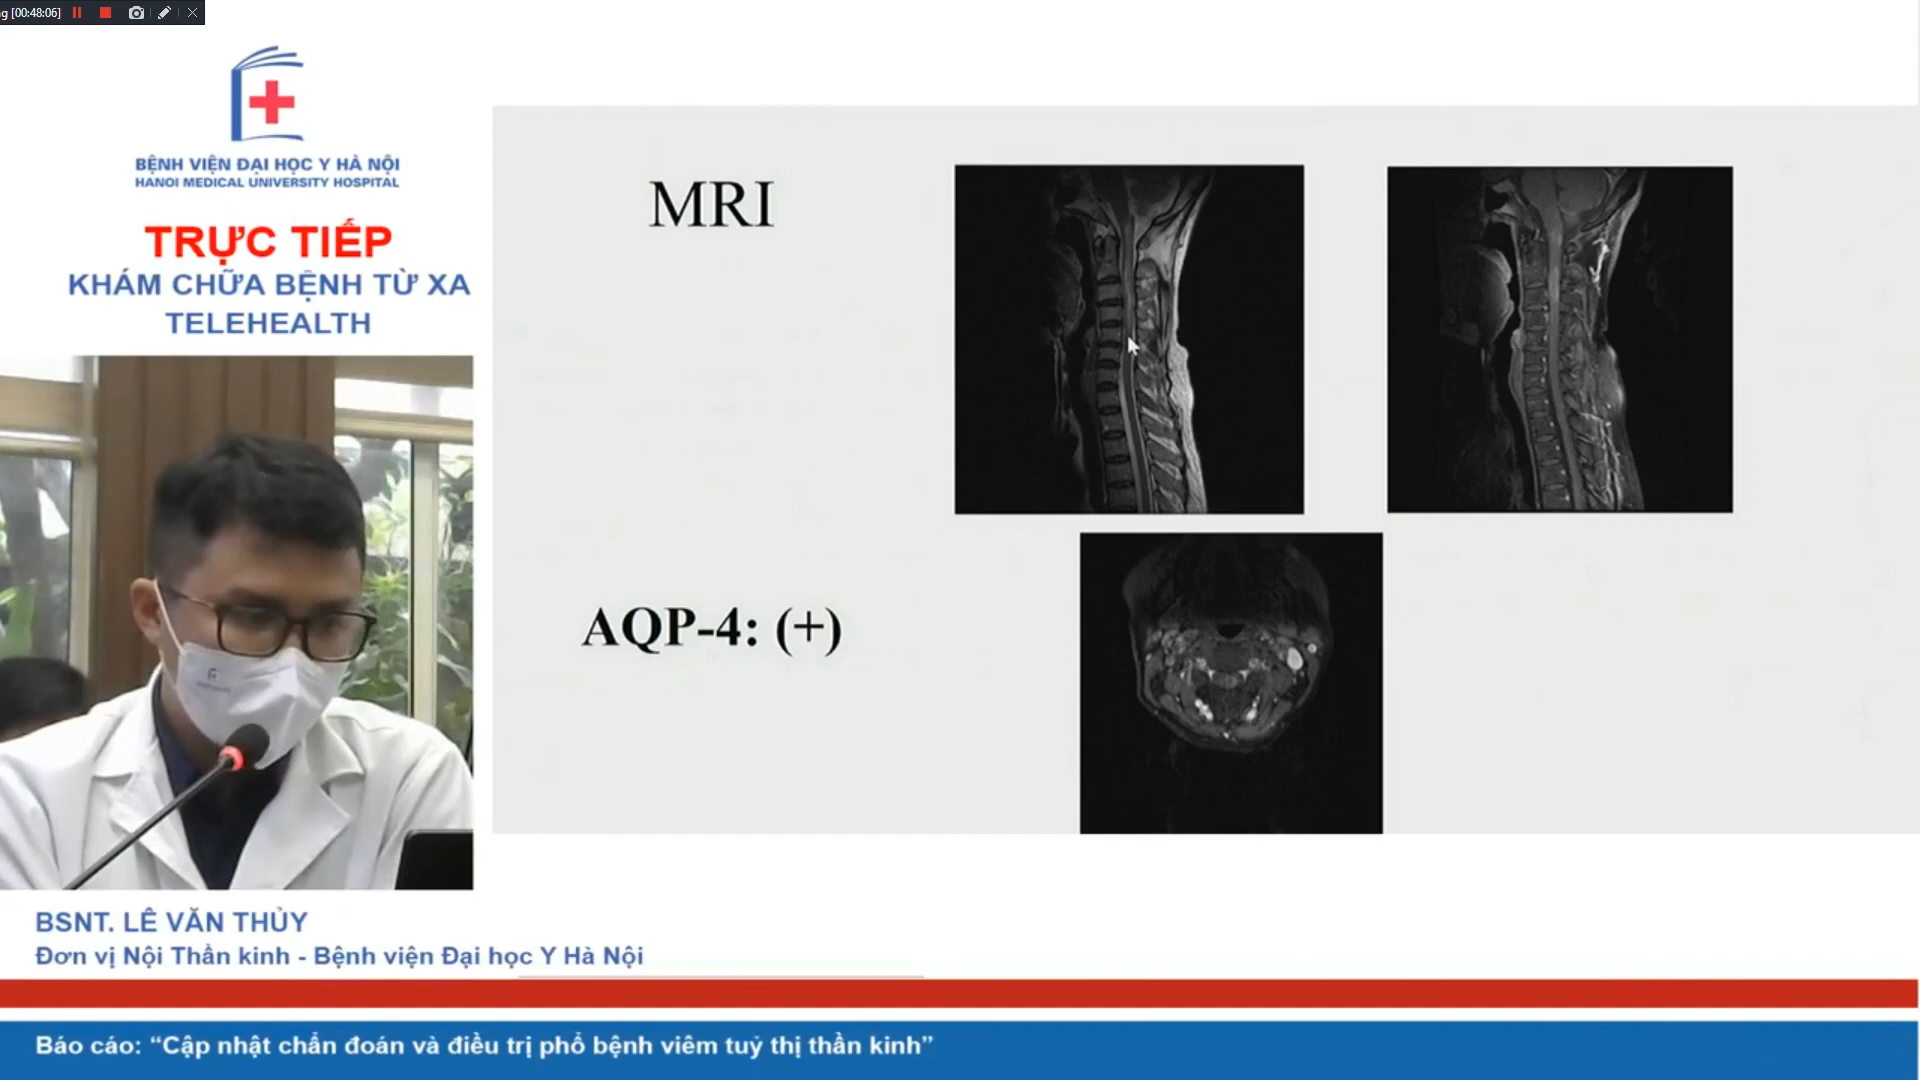 g [00:48:06]
BỆNH VIỆN ĐẠI HỌC Y HÀ NỘI
HANOI MEDICAL UNIVERSITY HOSPITAL
TRỰC TIẾP
KHÁM CHỮA BỆNH TỪ XA
TELEHEALTH
MRI
AQP-4: (+)
BSNT. LÊ VĂN THỦY
Đơn vị Nội Thần kinh - Bệnh viện Đại học Y Hà Nội
Báo cáo: “Cập nhật chẩn đoán và điều trị phổ bệnh viêm tuỷ thị thần kinh”